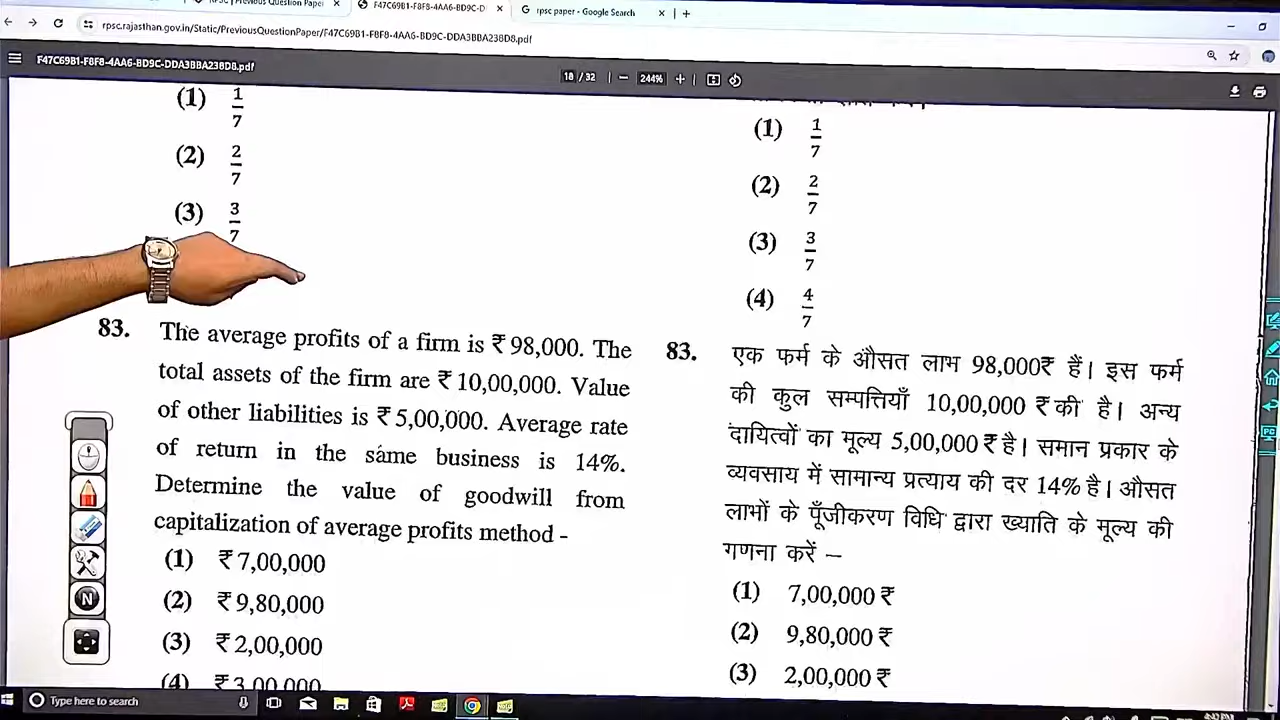 F47C69B1-F8F8-4AA6-BD9C-D
rpsc paper - Google Search
rpsc.rajasthan.gov.in/Static/PreviousQuestionPaper/F47C69B1-F8F8-4AA6-BD9C-DDA3BBA238D8.pdf
F47C69B1-F8F8-4AA6-BD9C-DDA3BBA238D8.pdf
18 / 32
244%
(1) 1/7
(2) 2/7
(3) 3/7
83. The average profits of a firm is ₹ 98,000. The
total assets of the firm are ₹ 10,00,000. Value
of other liabilities is ₹ 5,00,000. Average rate
of return in the same business is 14%.
Determine the value of goodwill from
capitalization of average profits method -
(1) ₹ 7,00,000
(2) ₹ 9,80,000
(3) ₹ 2,00,000
(4) ₹ 3,00,000
(1) 1/7
(2) 2/7
(3) 3/7
(4) 4/7
83. एक फर्म के औसत लाभ 98,000₹ हैं। इस फर्म
की कुल सम्पत्तियाँ 10,00,000 ₹ की है। अन्य
दायित्वों का मूल्य 5,00,000 ₹ है। समान प्रकार के
व्यवसाय में सामान्य प्रत्याय की दर 14% है। औसत
लाभों के पूँजीकरण विधि द्वारा ख्याति के मूल्य की
गणना करें –
(1) 7,00,000 ₹
(2) 9,80,000 ₹
(3) 2,00,000 ₹
N
PC
Type here to search